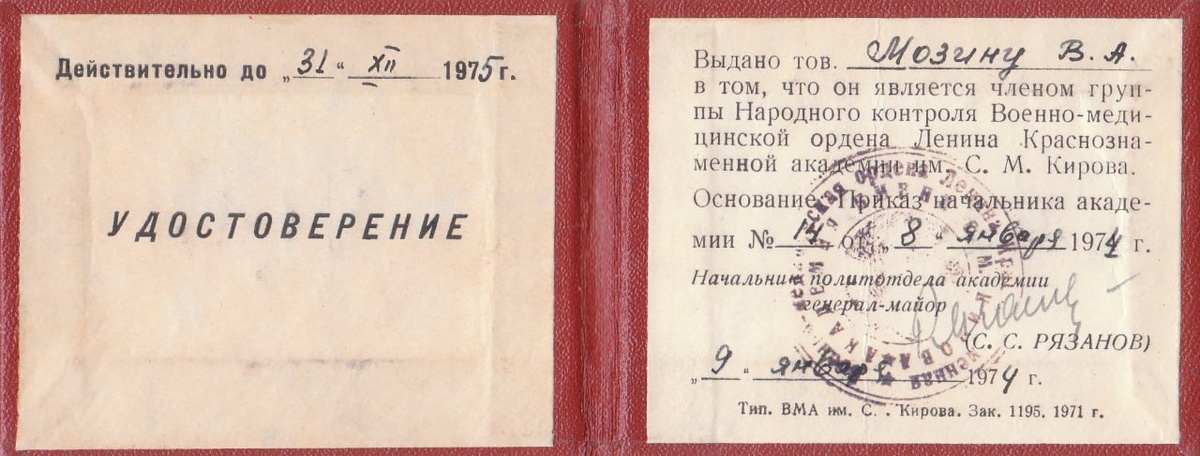 Действительно до „31“ XII 1975 г.
УДОСТОВЕРЕНИЕ
Выдано тов. Мозину В. А.
в том, что он является членом груп-
пы Народного контроля Военно-меди-
цинской ордена Ленина Краснозна-
менной академии им. С. М. Кирова.
Основание: Приказ начальника акаде-
мии № 14 от „8“ января 1974 г.
Начальник политотдела академии
генерал-майор
(С. С. РЯЗАНОВ)
„9“ января 1974 г.
Тип. ВМА им. С. . Кирова. Зак. 1195. 1971 г.